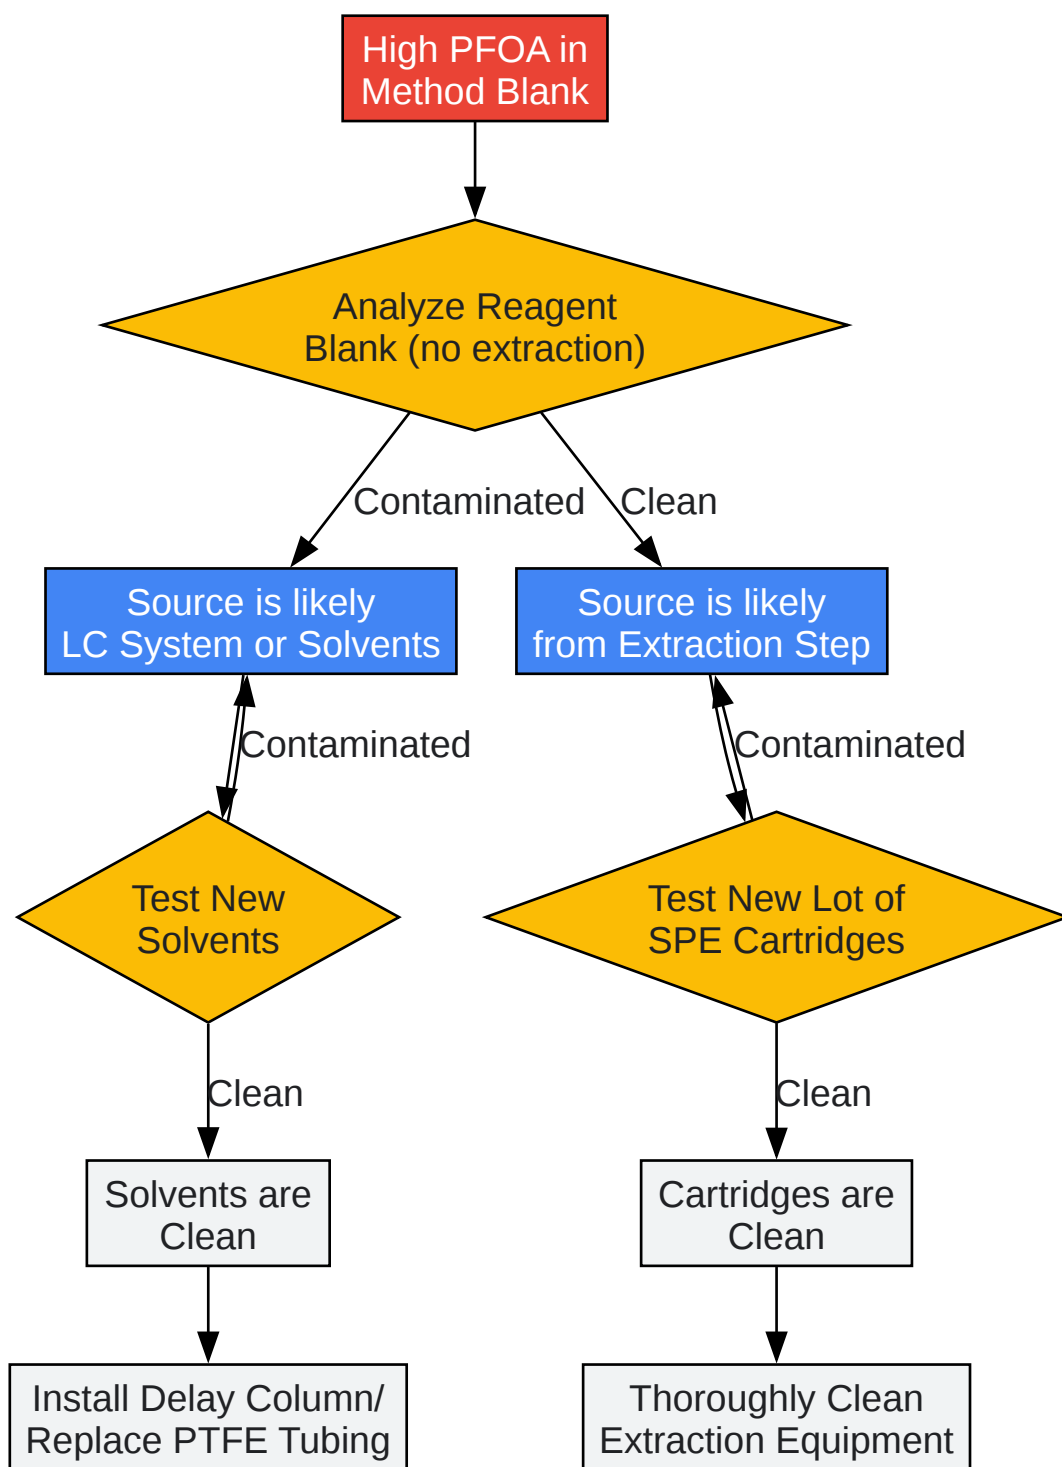 High PFOA in
Method Blank
Analyze Reagent
Blank (no extraction)
Contaminated
Clean
Source is likely
LC System or Solvents
Source is likely
from Extraction Step
Contaminated
Contaminated
Test New
Solvents
Test New Lot of
SPE Cartridges
Clean
Clean
Solvents are
Clean
Cartridges are
Clean
Install Delay Column/
Replace PTFE Tubing
Thoroughly Clean
Extraction Equipment